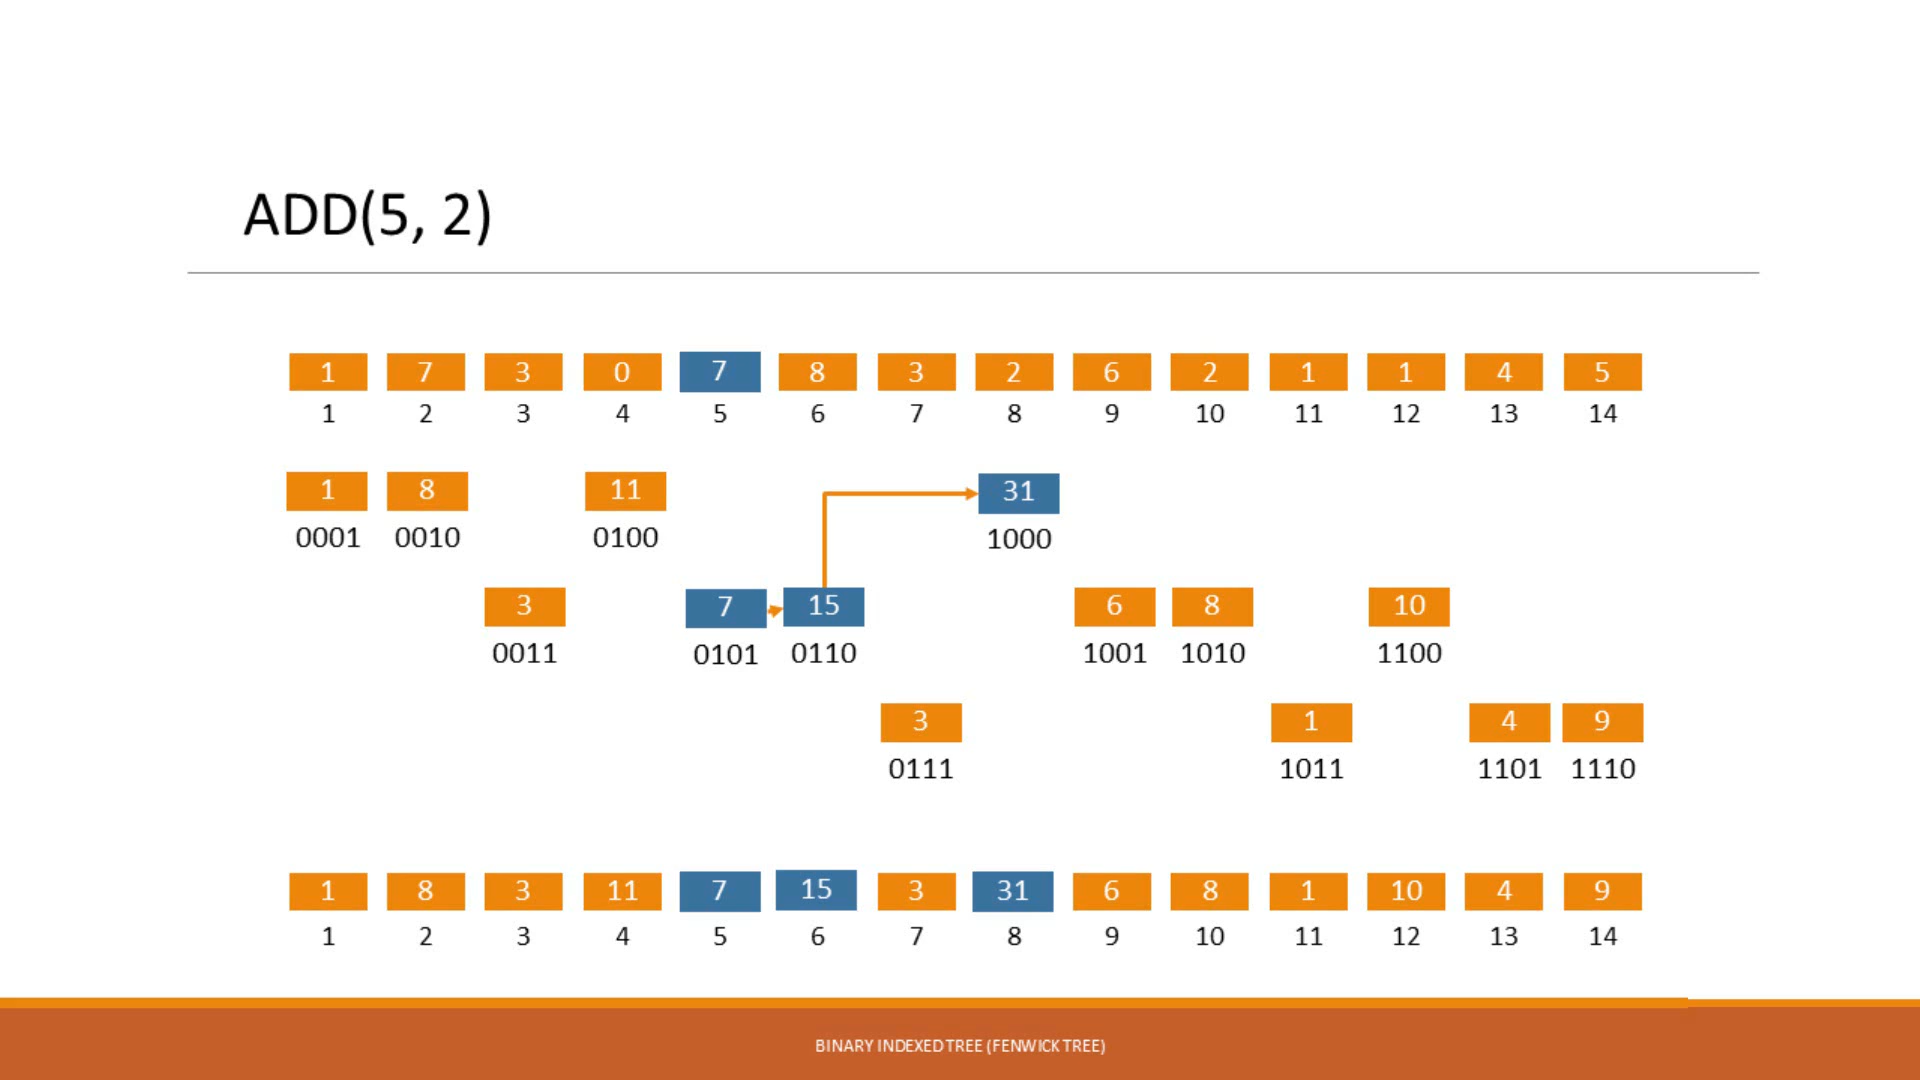 ADD(5, 2)
1 7 3 0 7 8 3 2 6 2 1 1 4 5
1 2 3 4 5 6 7 8 9 10 11 12 13 14
1 8 11 31
0001 0010 0100 1000
3 7 15 6 8 10
0011 0101 0110 1001 1010 1100
3 1 4 9
0111 1011 1101 1110
1 8 3 11 7 15 3 31 6 8 1 10 4 9
1 2 3 4 5 6 7 8 9 10 11 12 13 14
BINARY INDEXED TREE (FENWICK TREE)